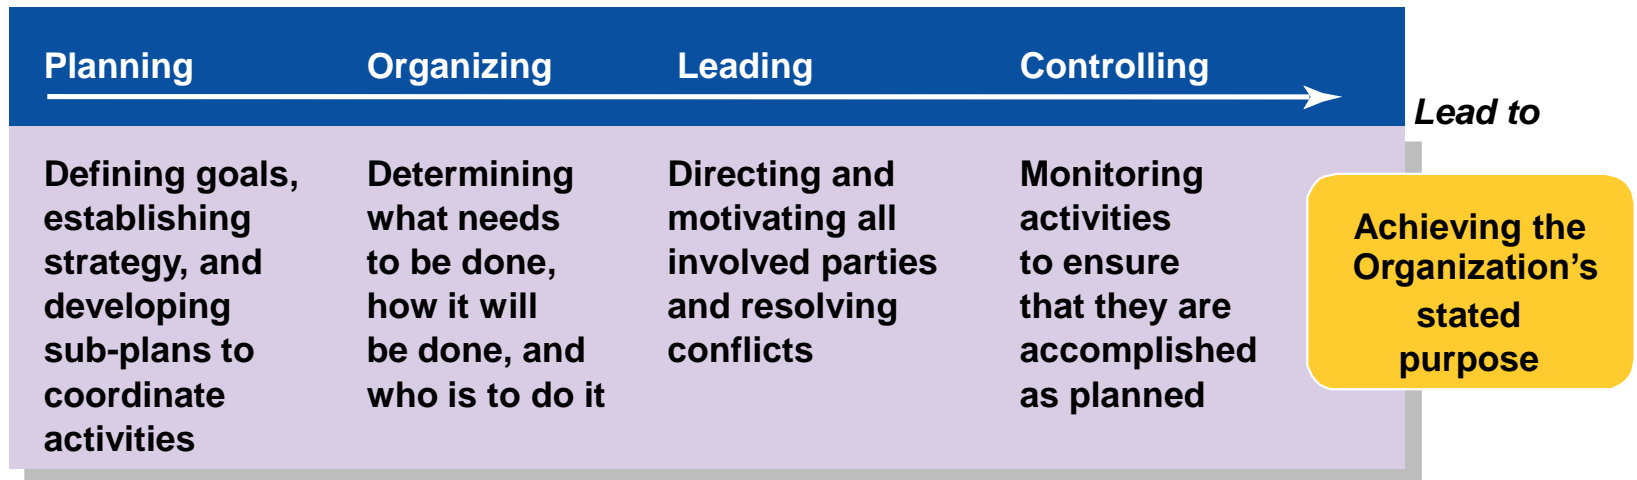 Planning Organizing Leading Controlling
Lead to
Defining goals,
establishing
strategy, and
developing
sub-plans to
coordinate
activities
Determining
what needs
to be done,
how it will
be done, and
who is to do it
Directing and
motivating all
involved parties
and resolving
conflicts
Monitoring
activities
to ensure
that they are
accomplished
as planned
Achieving the
Organization’s
stated
purpose